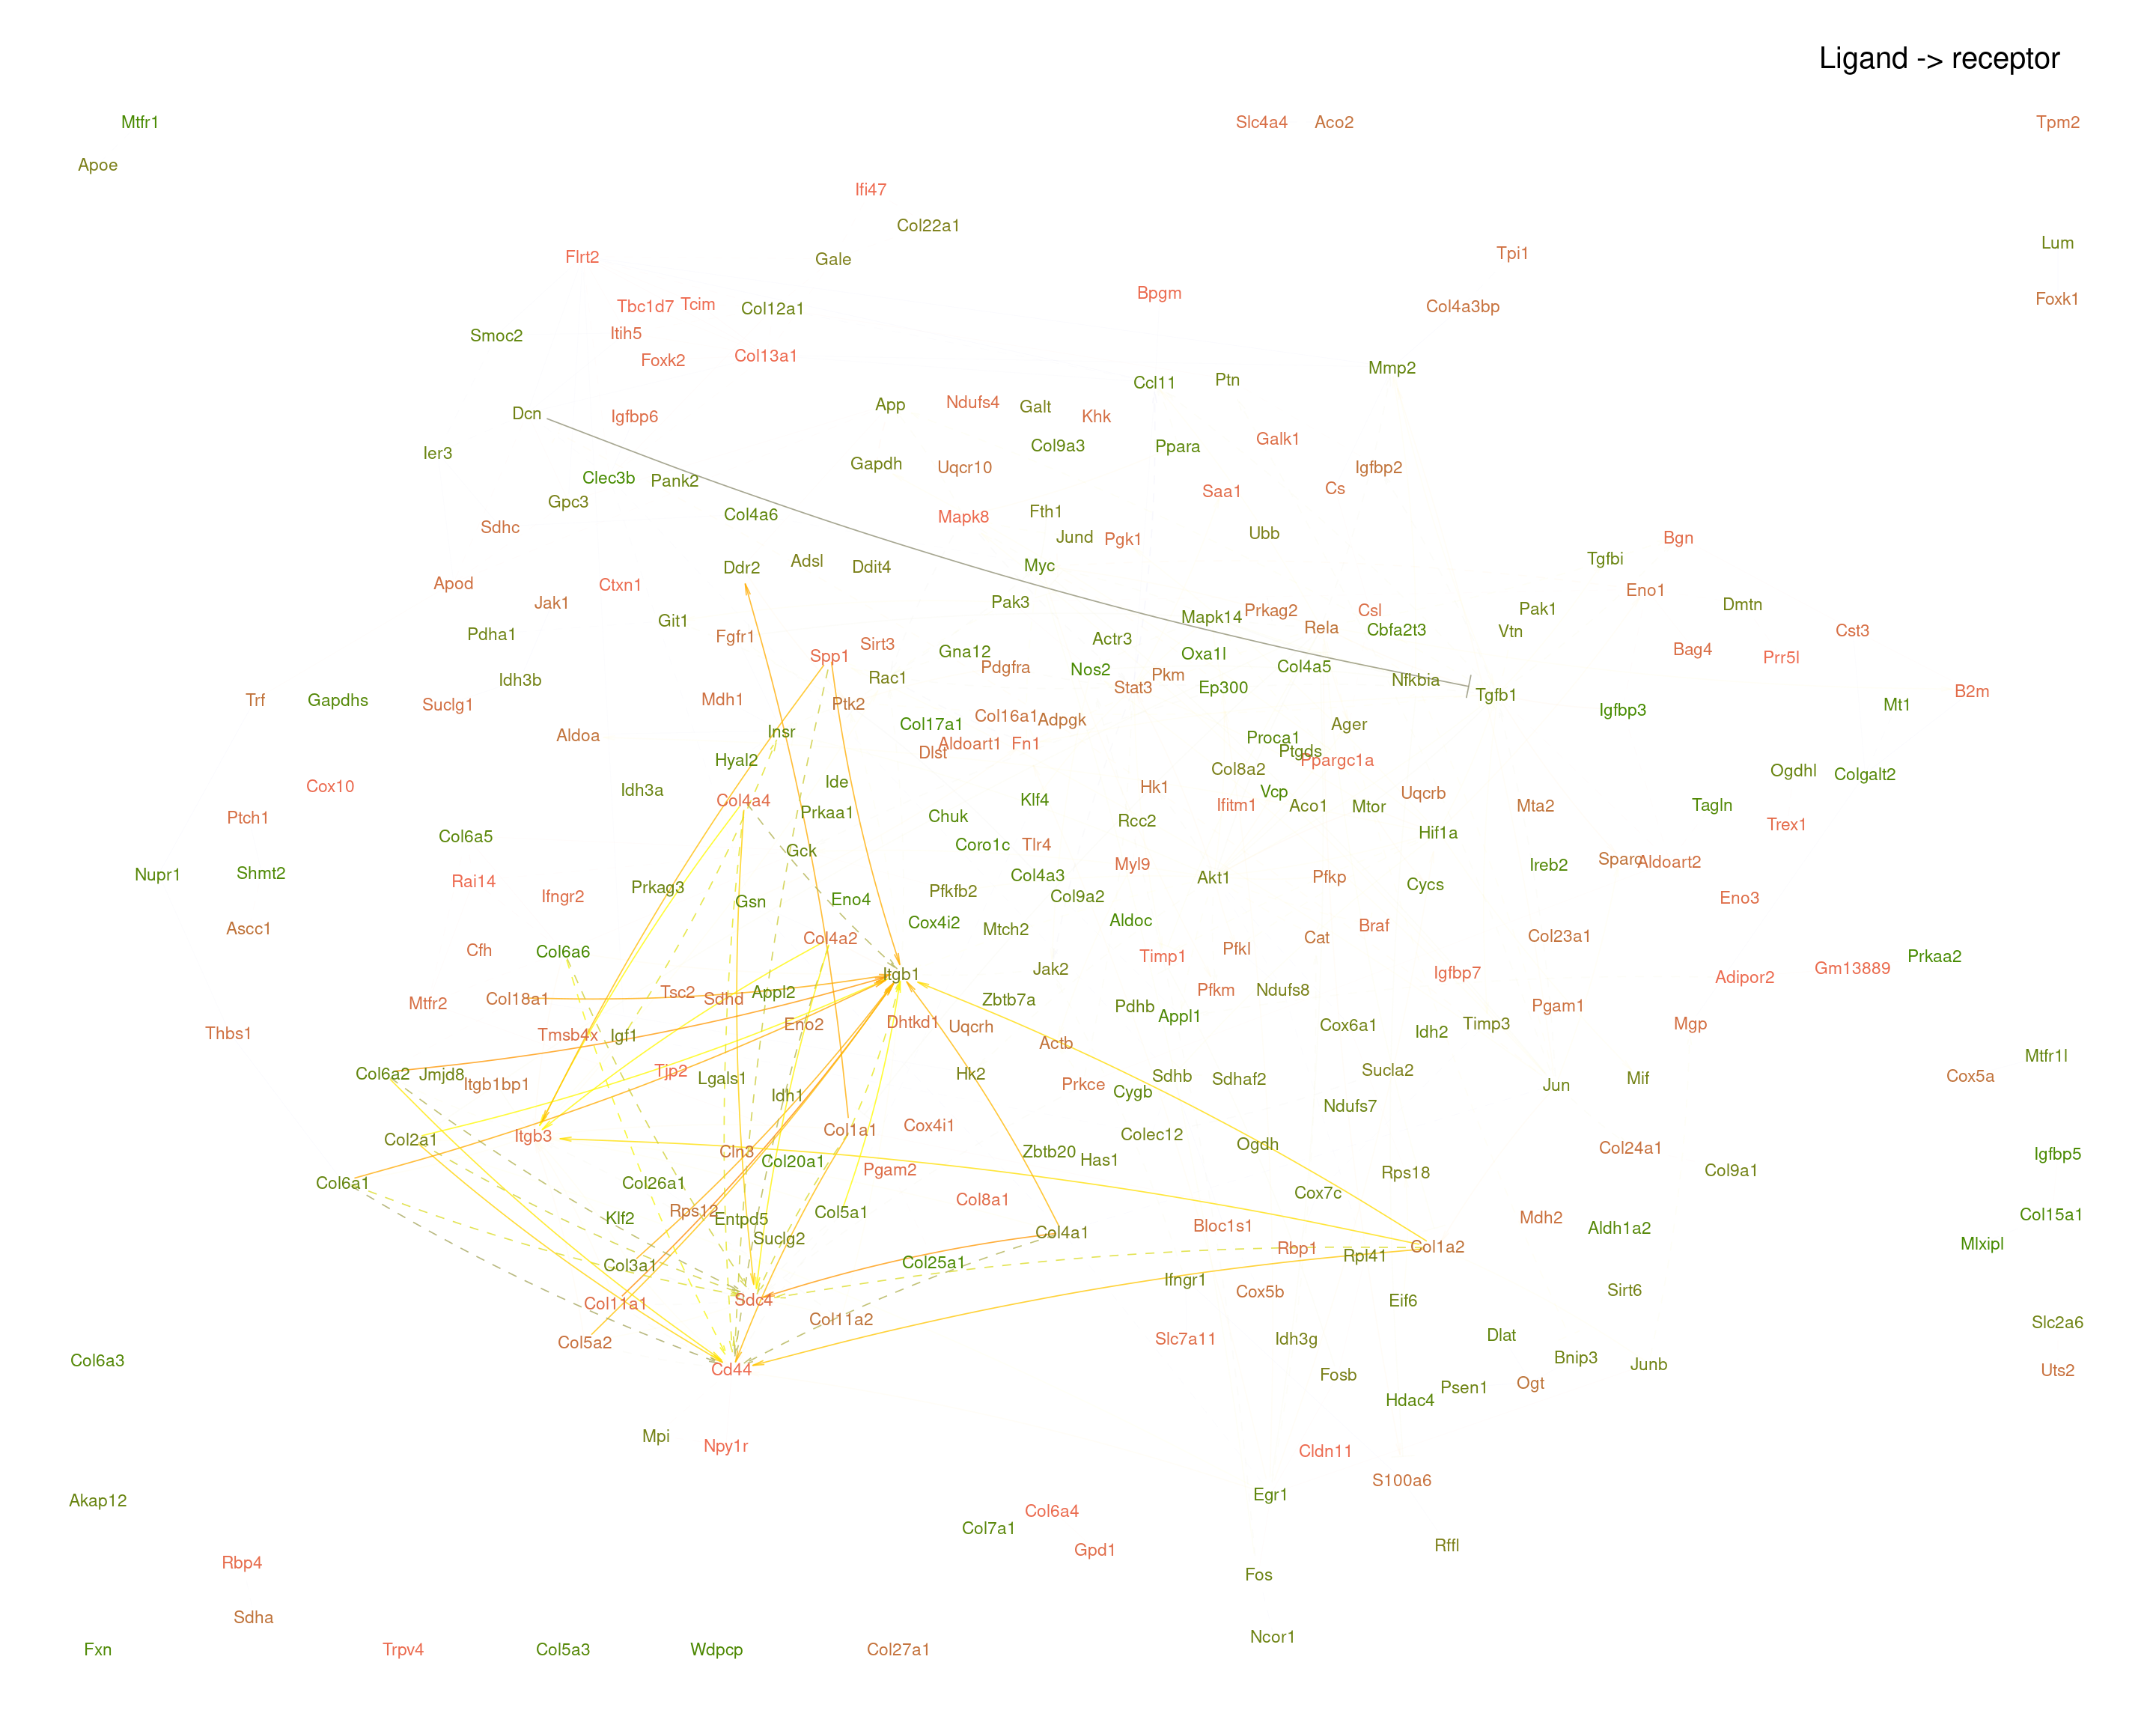 Ligand -> receptor
Mtfr1
Slc4a4
Aco2
Tpm2
Apoe
Ifi47
Col22a1
Lum
Flrt2
Gale
Tpi1
Bpgm
Foxk1
Tbc1d7
Tcim
Col12a1
Col4a3bp
Smoc2
Itih5
Foxk2
Col13a1
Mmp2
Ccl11
Ptn
Dcn
Igfbp6
App
Ndufs4
Galt
Khk
Galk1
Ier3
Col9a3
Ppara
Gapdh
Uqcr10
Igfbp2
Clec3b
Pank2
Saa1
Cs
Gpc3
Col4a6
Mapk8
Fth1
Sdhc
Jund
Pgk1
Ubb
Bgn
Ddr2
Adsl
Ddit4
Myc
Tgfbi
Apod
Ctxn1
Eno1
Jak1
Pak3
Mapk14
Prkag2
Csl
Pak1
Dmtn
Pdha1
Git1
Fgfr1
Sirt3
Actr3
Rela
Cbfa2t3
Vtn
Cst3
Spp1
Gna12
Pdgfra
Nos2
Oxa1l
Col4a5
Bag4
Prr5l
Idh3b
Rac1
Stat3
Pkm
Ep300
Nfkbia
Tgfb1
B2m
Trf
Gapdhs
Suclg1
Mdh1
Ptk2
Igfbp3
Mt1
Aldoa
Insr
Col17a1
Col16a1
Adpgk
Ager
Proca1
Hyal2
Dlst
Aldoart1
Fn1
Ptgds
Ppargc1a
Cox10
Idh3a
Ide
Col8a2
Ogdhl
Colgalt2
Col4a4
Klf4
Hk1
Vcp
Uqcrb
Ptch1
Prkaa1
Chuk
Rcc2
Ifitm1
Aco1
Mtor
Mta2
Tagln
Trex1
Col6a5
Gck
Coro1c
Tlr4
Hif1a
Nupr1
Shmt2
Rai14
Ifngr2
Prkag3
Col4a3
Myl9
Akt1
Pfkp
Cycs
Ireb2
Sparc
Aldoart2
Gsn
Eno4
Pfkfb2
Col9a2
Eno3
Ascc1
Cfh
Col6a6
Col4a2
Cox4i2
Mtch2
Aldoc
Timp1
Pfkl
Cat
Braf
Col23a1
Prkaa2
Itgb1
Jak2
Igfbp7
Adipor2
Gm13889
Mtfr2
Col18a1
Tsc2
Sdhd
Appl2
Zbtb7a
Pdhb
Appl1
Pfkm
Ndufs8
Pgam1
Thbs1
Tmsb4x
Igf1
Eno2
Dhtkd1
Uqcrh
Actb
Cox6a1
Idh2
Timp3
Mgp
Mtfr1l
Col6a2
Jmjd8
Itgb1bp1
Tjp2
Lgals1
Idh1
Hk2
Prkce
Cygb
Sdhb
Sdhaf2
Sucla2
Jun
Mif
Cox5a
Col2a1
Itgb3
Cln3
Col1a1
Cox4i1
Colec12
Ndufs7
Ogdh
Col24a1
Igfbp5
Col6a1
Col26a1
Col20a1
Pgam2
Zbtb20
Has1
Cox7c
Rps18
Col9a1
Klf2
Rps12
Entpd5
Col5a1
Col8a1
Bloc1s1
Mdh2
Aldh1a2
Col15a1
Suclg2
Col4a1
Rbp1
Rpl41
Col1a2
Mlxipl
Col3a1
Col25a1
Ifngr1
Cox5b
Sirt6
Col11a1
Sdc4
Col11a2
Eif6
Slc2a6
Col5a2
Slc7a11
Idh3g
Dlat
Col6a3
Cd44
Fosb
Bnip3
Junb
Uts2
Psen1
Ogt
Hdac4
Mpi
Npy1r
Cldn11
S100a6
Akap12
Egr1
Col6a4
Col7a1
Gpd1
Rffl
Rbp4
Fos
Sdha
Ncor1
Fxn
Trpv4
Col5a3
Wdpcp
Col27a1